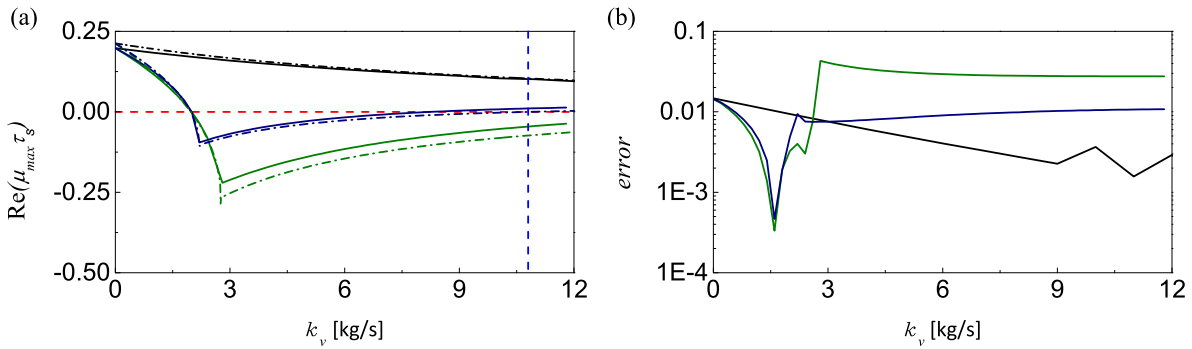 (a)
0.25
0.00
-0.25
-0.50
Re(μmax τs)
0
3
6
9
12
kv [kg/s]
(b)
0.1
0.01
1E-3
1E-4
error
0
3
6
9
12
kv [kg/s]